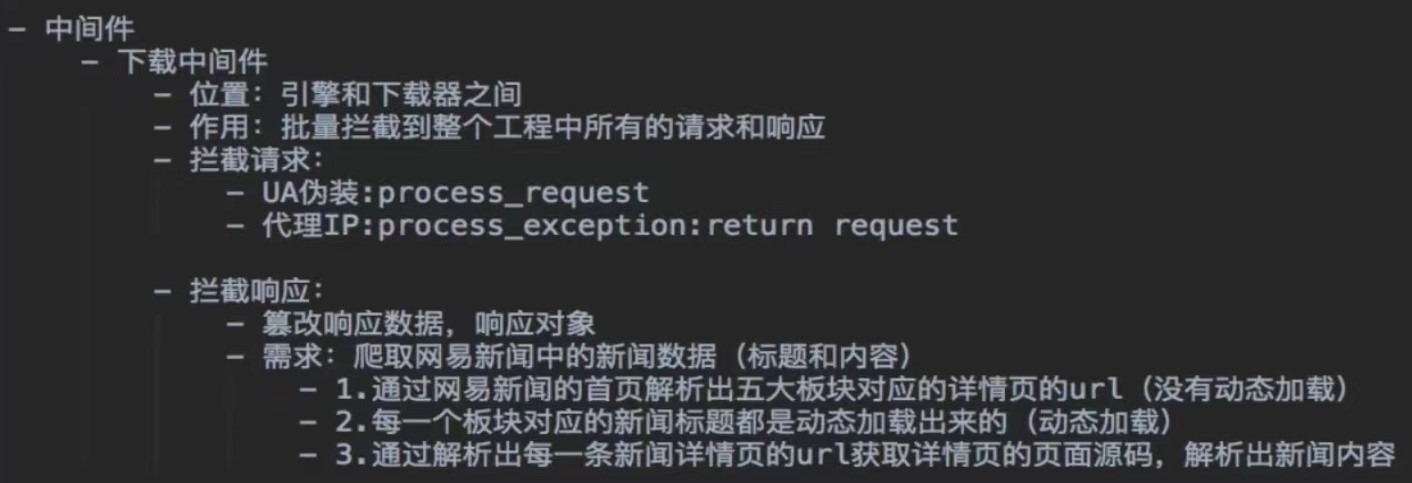 - 中间件
- 下载中间件
- 位置：引擎和下载器之间
- 作用：批量拦截到整个工程中所有的请求和响应
- 拦截请求：
- UA伪装:process_request
- 代理IP:process_exception:return request
- 拦截响应：
- 篡改响应数据，响应对象
- 需求：爬取网易新闻中的新闻数据（标题和内容）
- 1.通过网易新闻的首页解析出五大板块对应的详情页的url（没有动态加载）
- 2.每一个板块对应的新闻标题都是动态加载出来的（动态加载）
- 3.通过解析出每一条新闻详情页的url获取详情页的页面源码，解析出新闻内容